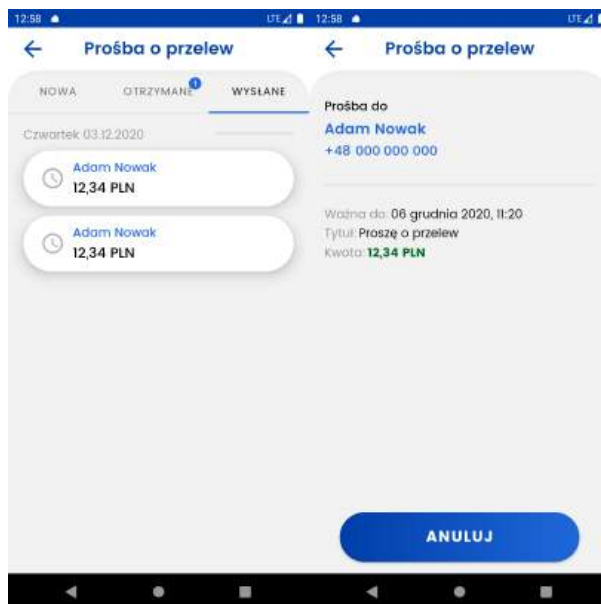 12:58
LTE
Prośba o przelew
NOWA
OTRZYMANE
1
WYSŁANE
Czwartek 03.12.2020
Adam Nowak
12,34 PLN
Adam Nowak
12,34 PLN
12:58
LTE
Prośba o przelew
Prośba do
Adam Nowak
+48 000 000 000
Ważna do: 06 grudnia 2020, 11:20
Tytuł: Proszę o przelew
Kwota: 12,34 PLN
ANULUJ